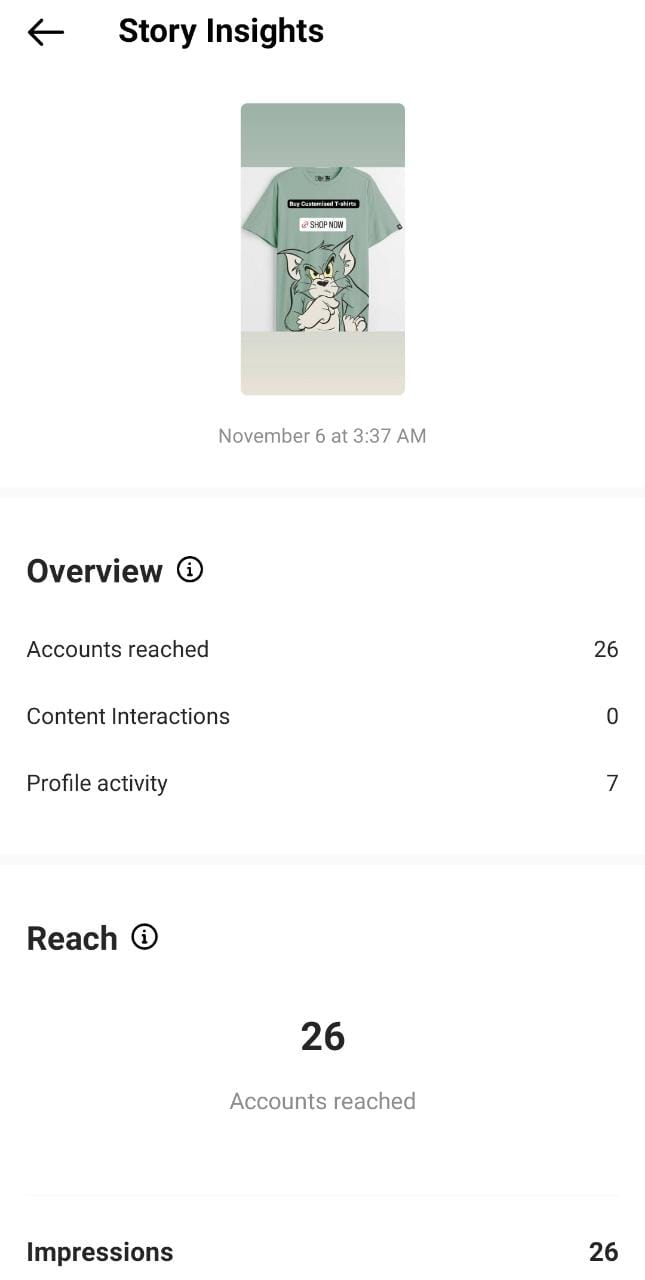 Story Insights
Buy Customised T-shirts
SHOP NOW
November 6 at 3:37 AM
Overview
Accounts reached 26
Content Interactions 0
Profile activity 7
Reach
26
Accounts reached
Impressions 26